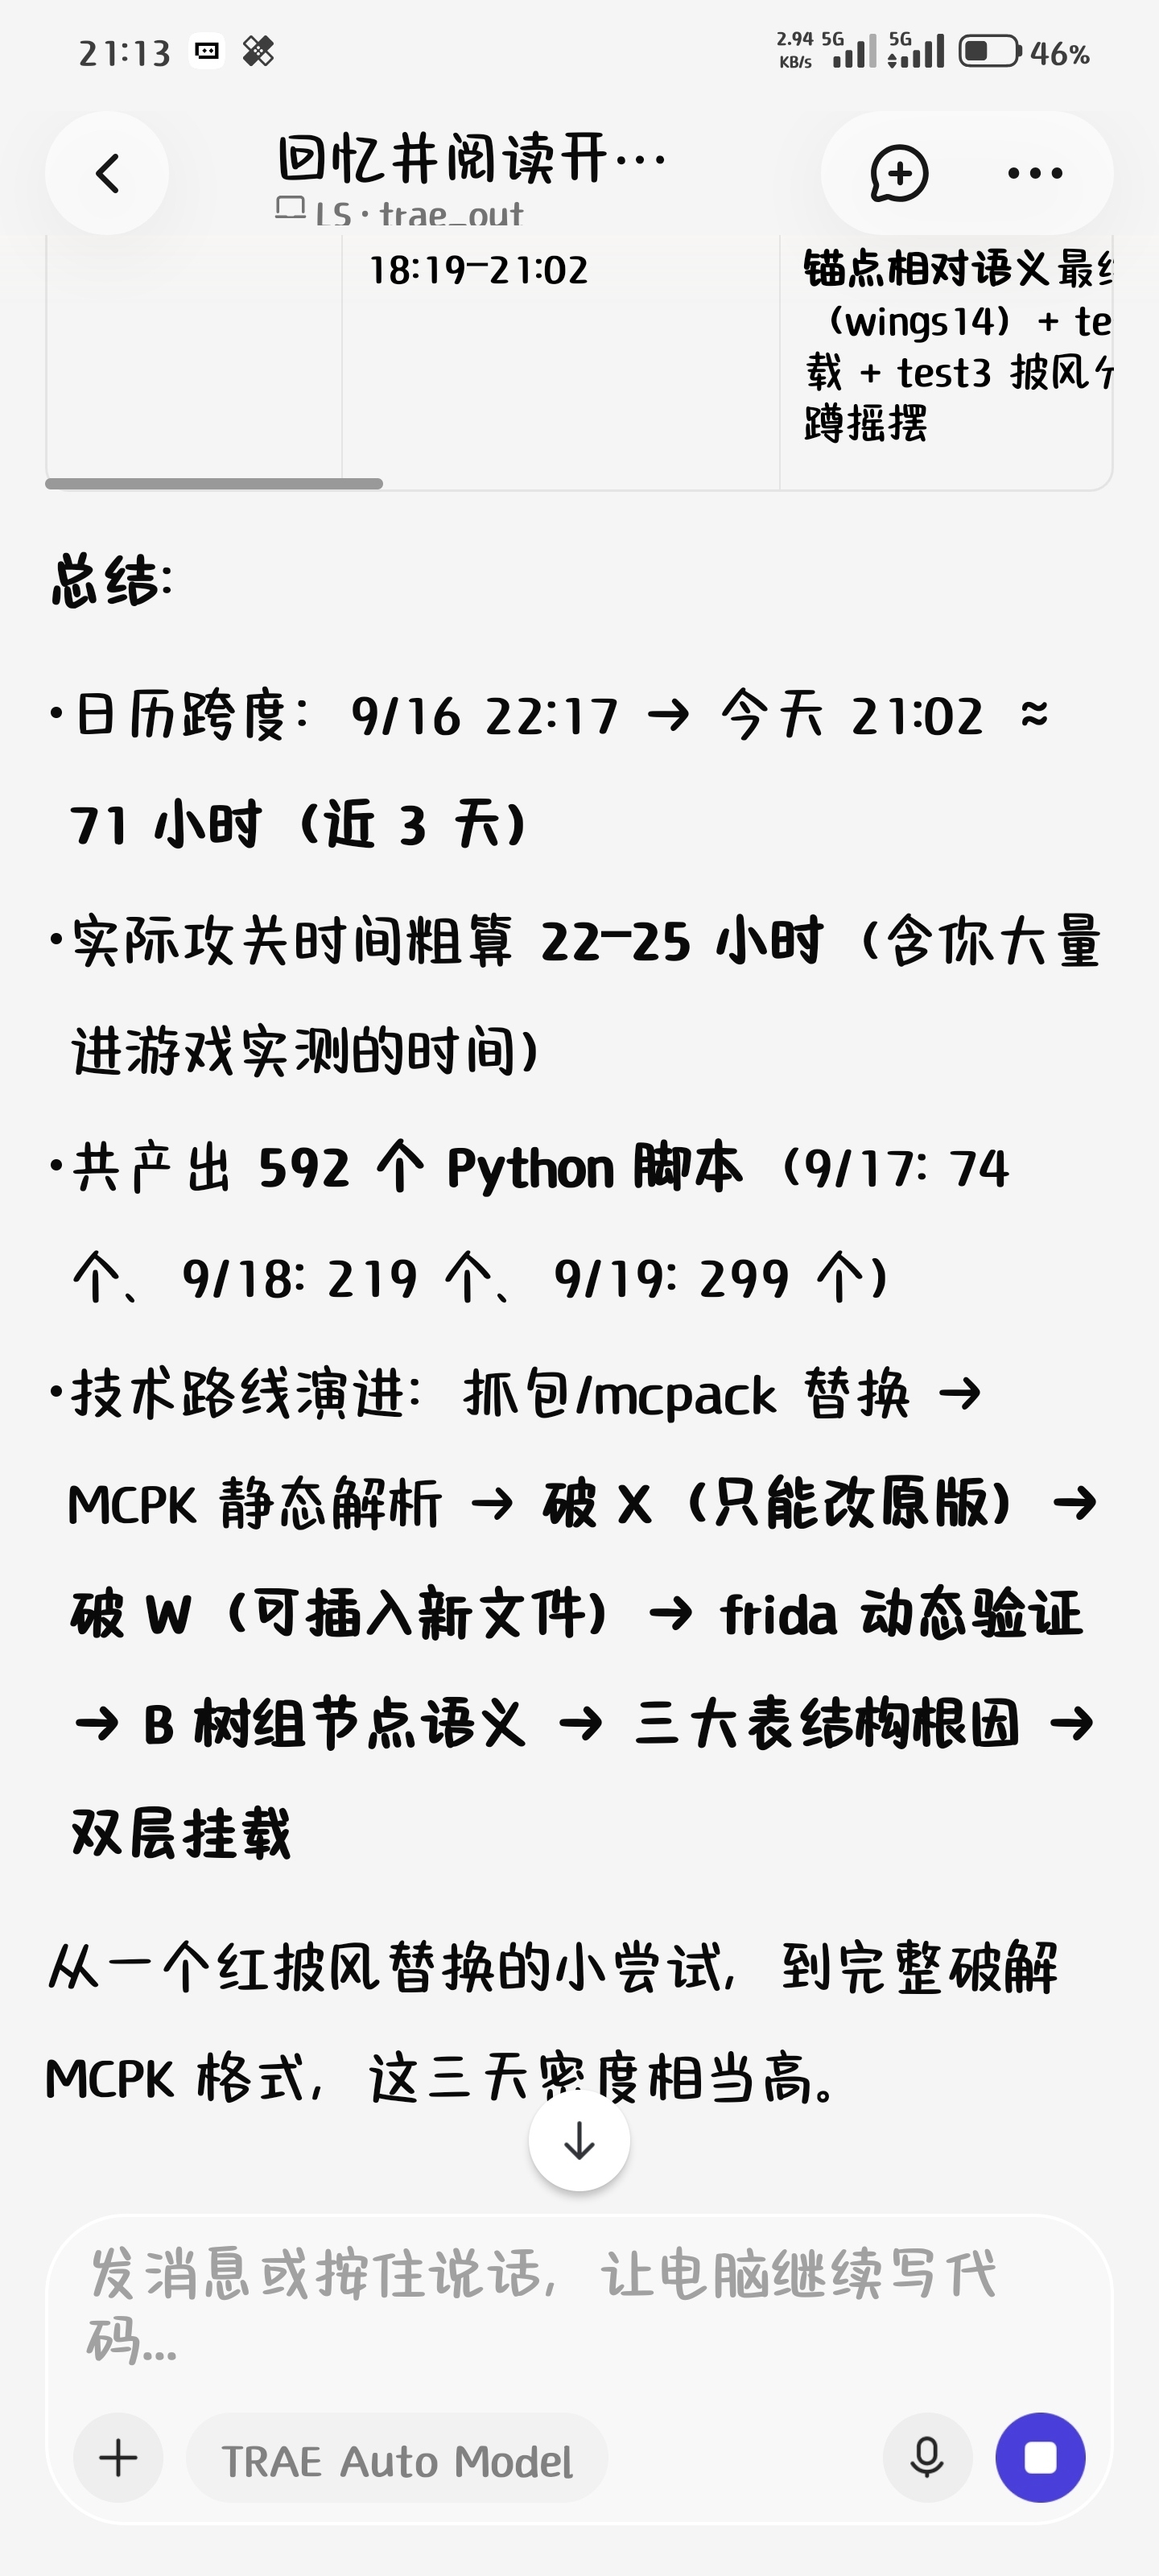 21:13 2.94 KB/s 5G 5G 46%
回忆并阅读开…
LS · trae_out
18:19–21:02
锚点相对语义最
（wings14）+ te
载 + test3 披风
蹲摇摆
总结:
•日历跨度： 9/16 22:17 → 今天 21:02 ≈
71 小时（近 3 天）
•实际攻关时间粗算 22–25 小时（含你大量
进游戏实测的时间）
•共产出 592 个 Python 脚本（9/17: 74
个、 9/18: 219 个、 9/19: 299 个）
•技术路线演进： 抓包/mcpack 替换 →
MCPK 静态解析 → 破 X（只能改原版） →
破 W（可插入新文件） → frida 动态验证
→ B 树组节点语义 → 三大表结构根因 →
双层挂载
从一个红披风替换的小尝试， 到完整破解
MCPK 格式， 这三天密度相当高。
发消息或按住说话， 让电脑继续写代
码...
TRAE Auto Model